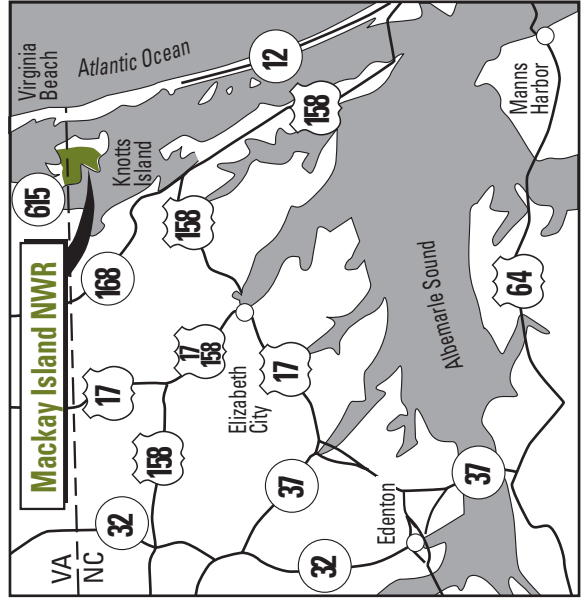 Virginia
Beach
Atlantic Ocean
12
615
Knotts
Island
158
Manns
Harbor
Mackay Island NWR
168
158
17
17
158
Elizabeth
City
17
Albemarle Sound
64
158
32
37
37
VA
NC
32
Edenton